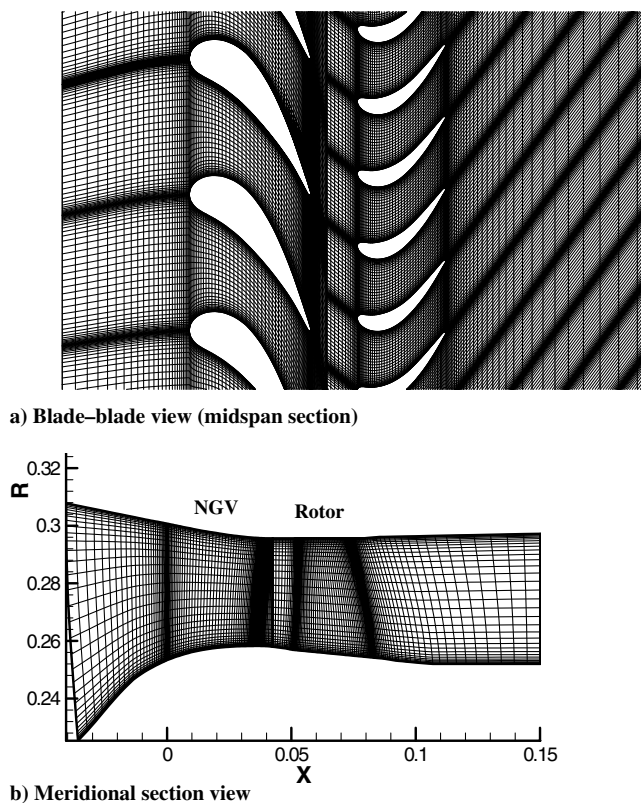 a) Blade–blade view (midspan section)
0.32
R
NGV
Rotor
0.3
0.28
0.26
0.24
0
0.05
0.1
0.15
X
b) Meridional section view